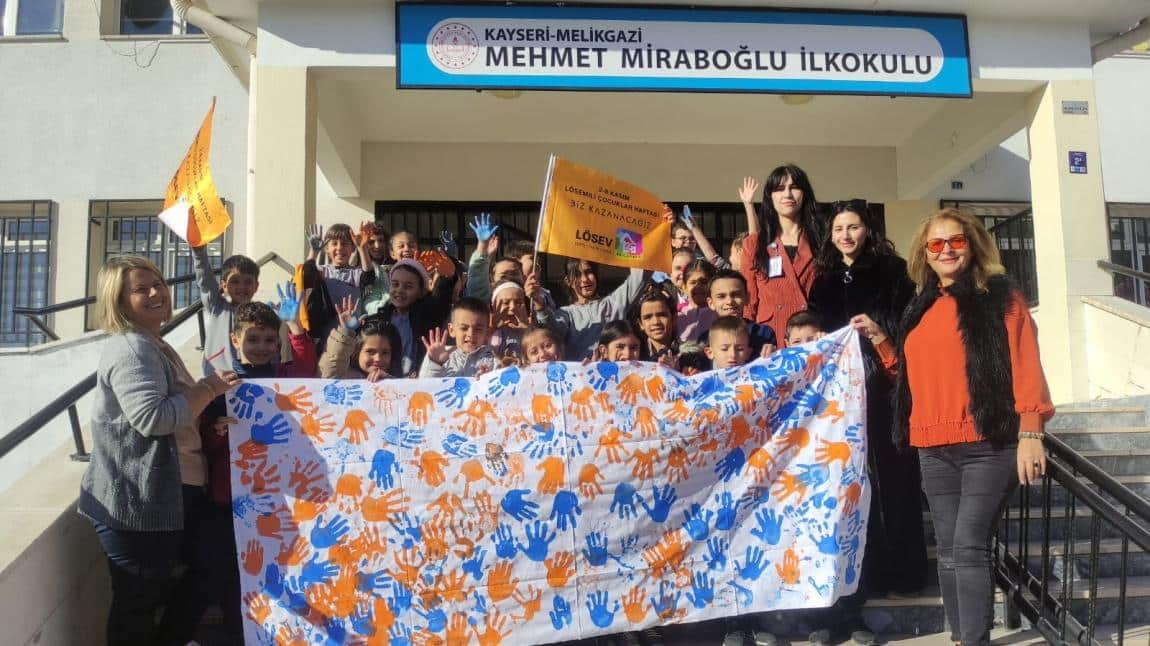 KAYSERİ-MELİKGAZİ
MEHMET MİRABOĞLU İLKOKULU
2-8 KASIM
LÖSEMİLİ ÇOCUKLAR HAFTASI
BİZ KAZANACAĞIZ
LÖSEV